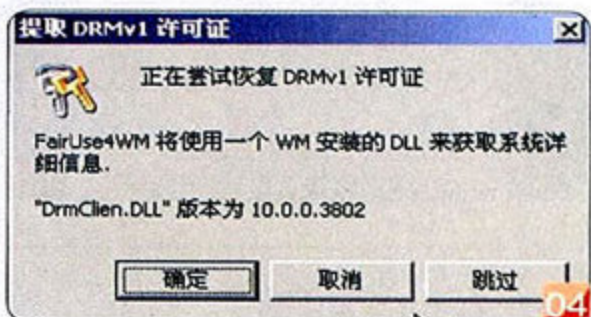 提取 DRMv1 许可证
正在尝试恢复 DRMv1 许可证
FairUse4WM 将使用一个 WM 安装的 DLL 来获取系统详
细信息.
"DrmClien.DLL" 版本为 10.0.0.3802
确定 取消 跳过
04